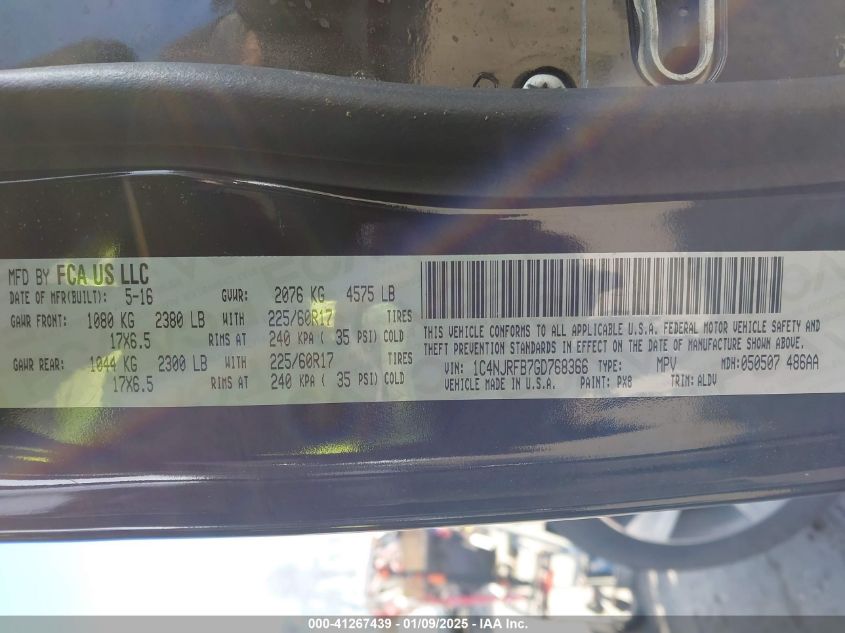 MFD BY FCA US LLC
DATE OF MFR(BUILT): 5-16 GVWR: 2076 KG 4575 LB
GAWR FRONT: 1080 KG 2380 LB WITH 225/60R17 TIRES
17X6.5 RIMS AT 240 KPA ( 35 PSI) COLD
GAWR REAR: 1044 KG 2300 LB WITH 225/60R17 TIRES
17X6.5 RIMS AT 240 KPA ( 35 PSI) COLD
THIS VEHICLE CONFORMS TO ALL APPLICABLE U.S.A. FEDERAL MOTOR VEHICLE SAFETY AND
THEFT PREVENTION STANDARDS IN EFFECT ON THE DATE OF MANUFACTURE SHOWN ABOVE.
VIN: 1C4NJRFB7GD768366 TYPE: MPV MDH: 050507 486AA
VEHICLE MADE IN U.S.A. PAINT: PX8 TRIM: ALDV
000-41267439 - 01/09/2025 - IAA Inc.